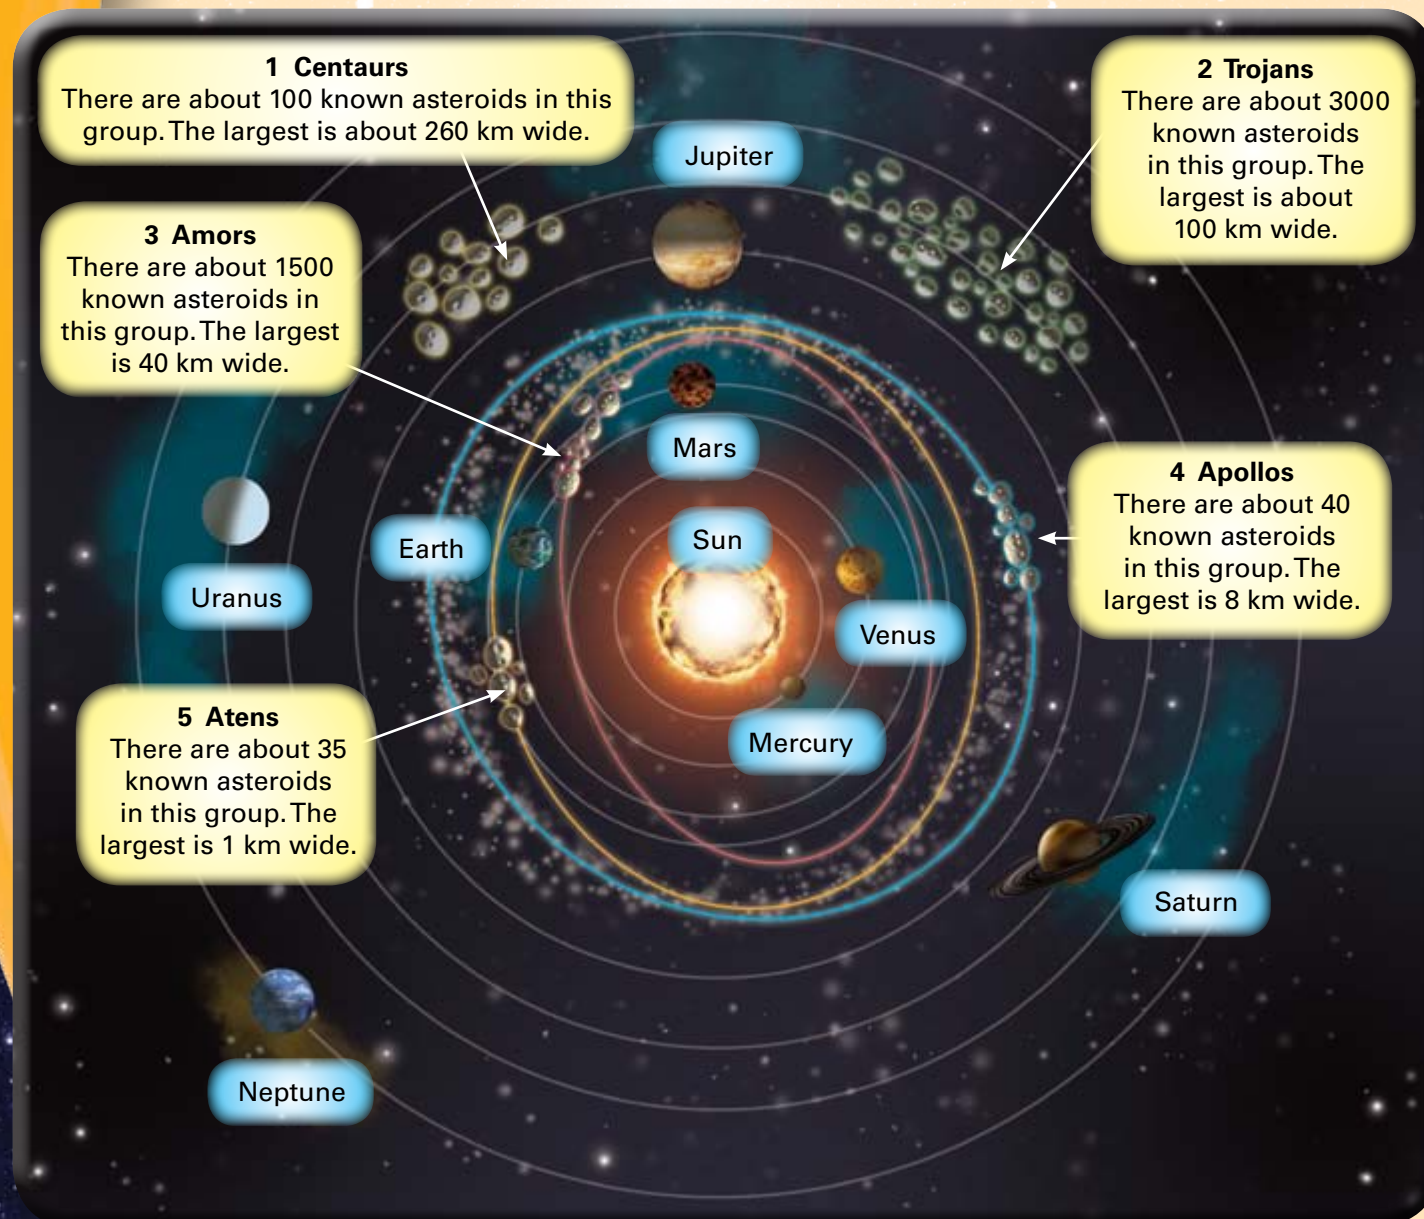 1 Centaurs
There are about 100 known asteroids in this
group. The largest is about 260 km wide.
2 Trojans
There are about 3000
known asteroids
in this group. The
largest is about
100 km wide.
Jupiter
3 Amors
There are about 1500
known asteroids in
this group. The largest
is 40 km wide.
Mars
4 Apollos
There are about 40
known asteroids
in this group. The
largest is 8 km wide.
Earth
Sun
Uranus
Venus
5 Atens
There are about 35
known asteroids
in this group. The
largest is 1 km wide.
Mercury
Saturn
Neptune